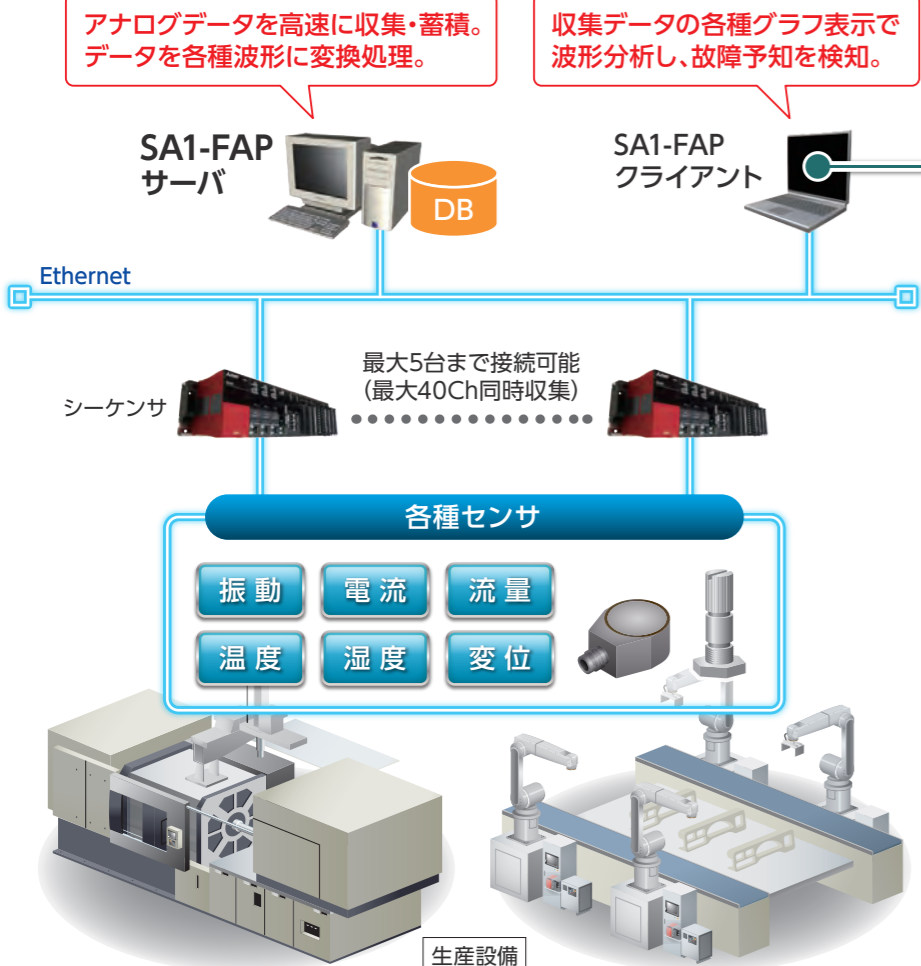 アナログデータを高速に収集・蓄積。
データを各種波形に変換処理。
収集データの各種グラフ表示で
波形分析し、故障予知を検知。
SA1-FAP
サーバ
DB
SA1-FAP
クライアント
Ethernet
シーケンサ
最大5台まで接続可能
(最大40Ch同時収集)
各種センサ
振動
電流
流量
温度
湿度
変位
生産設備